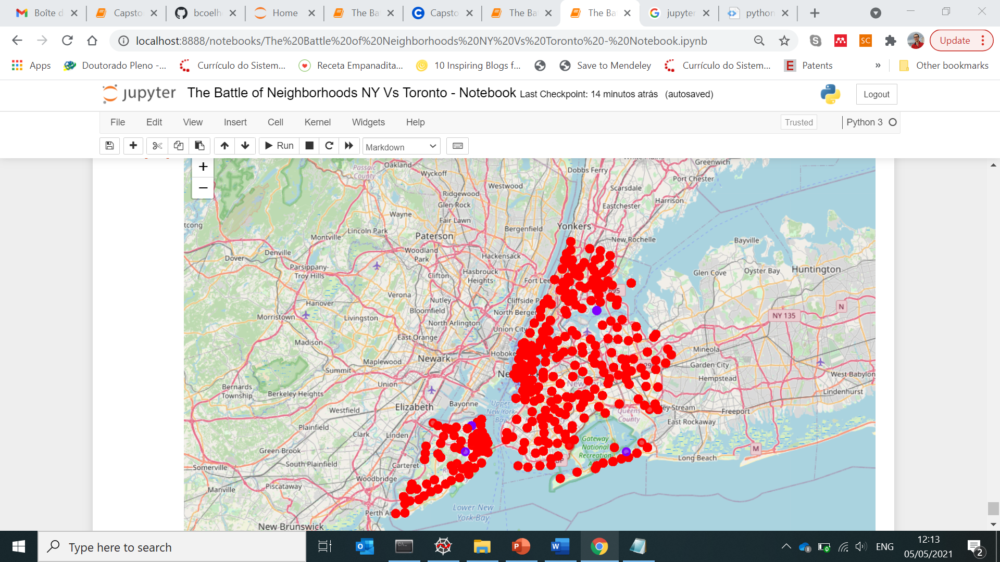 Boîte d
Capsto
bcoelh
Home
The Ba
Capsto
The Ba
The Ba
jupyter
python
localhost:8888/notebooks/The%20Battle%20of%20Neighborhoods%20NY%20Vs%20Toronto%20-%20Notebook.ipynb
SC
Update
Apps
Doutorado Pleno -...
Currículo do Sistem...
Receta Empanadita...
10 Inspiring Blogs f...
Save to Mendeley
Currículo do Sistem...
E
Patents
»
Other bookmarks
jupyter
The Battle of Neighborhoods NY Vs Toronto - Notebook Last Checkpoint: 14 minutos atrás (autosaved)
Logout
File Edit View Insert Cell Kernel Widgets Help
Trusted
Python 3
Run
Markdown
+
−
Oakland
Passaic
County
Wyckoff
Dobbs Ferry
Greenwich
Port Chester
Westwood
Scarsdale
Ridgewood
Glen Rock
Harrison
Eastchester
Wayne
Fair Lawn
tcong
Lincoln Park
Bergenfield
Yonkers
Montville
Paterson
New Rochelle
Bayville
Woodland
Park
Denville
Dover
Hackensack
Parsippany-
Troy Hills
Clifton
Hasbrouck
Heights
Fort Lee
Glen Cove
Oyster Bay
Huntington
Verona
Hanover
Nutley
Cliffside P
Bloomfield
North Berge
NY 135
N
Morristown
Livingston
North Arlington
Union City
East Orange
Madison
Mineola
Newark
Hoboke
Maplewood
Garden City
Summit
Hempstead
West Babylon
Bernards
Township
Berkeley Heights
Union
Lindenhurst
Elizabeth
Bayonne
Upper
New York
Bay
Queens
County
ey Stream
Freeport
Westfield
East Rockaway
Plainfield
Clark
Linden
Gateway
National
Recreation
Green Brook
M
South Plainfield
Carteret
Long Beach
Somerville
Woodbridge
Piscataway
Manville
Lower New
York Bay
Perth A
New Brunswick
Type here to search
ENG
12:13
05/05/2021
2